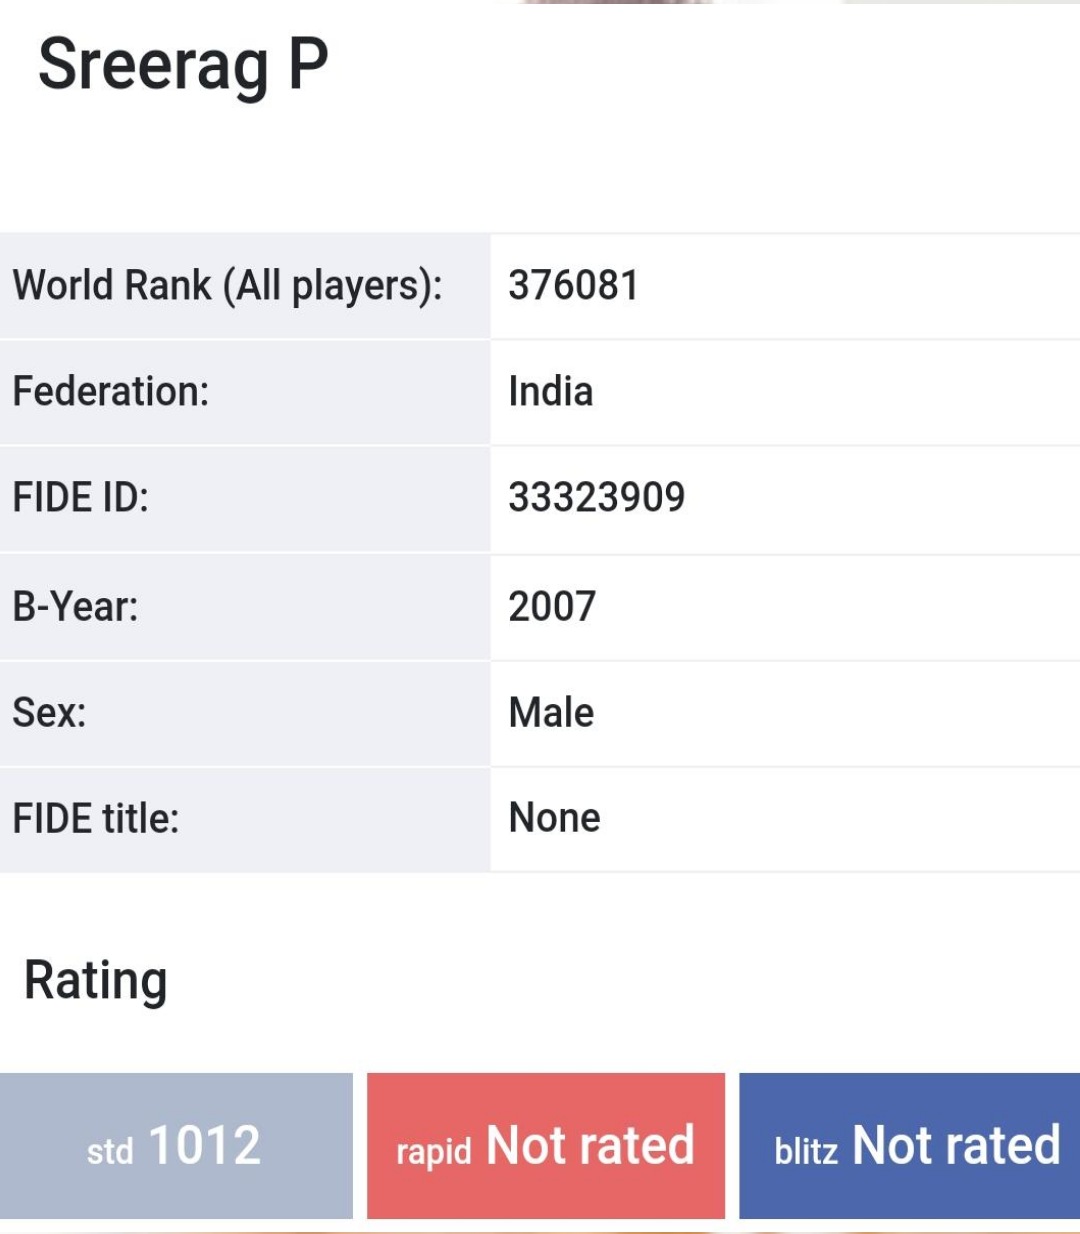 Sreerag P
World Rank (All players): 376081
Federation: India
FIDE ID: 33323909
B-Year: 2007
Sex: Male
FIDE title: None
Rating
std 1012 rapid Not rated blitz Not rated